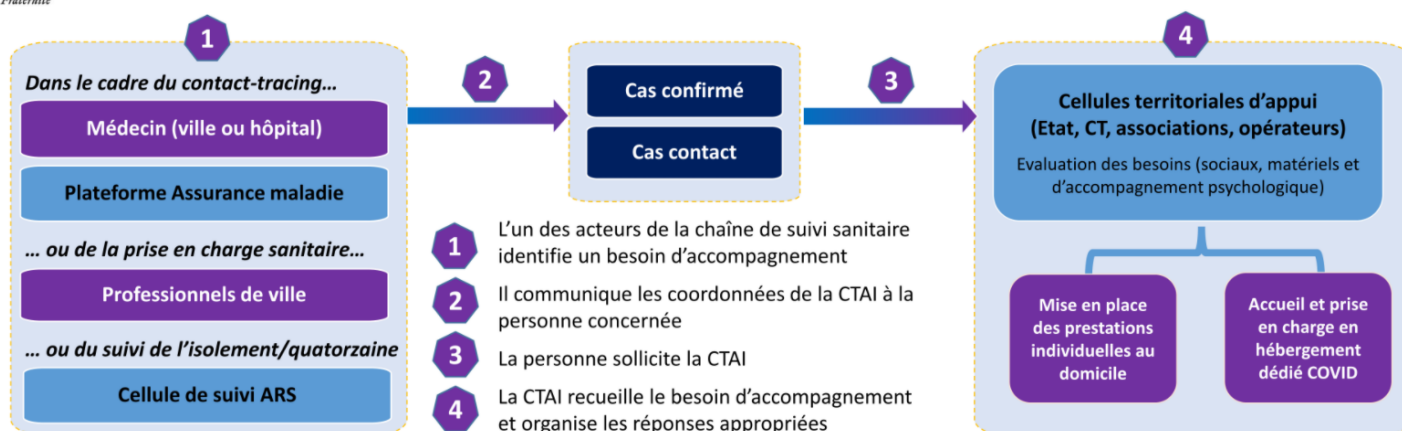 Fraternité
1
Dans le cadre du contact-tracing…
Médecin (ville ou hôpital)
Plateforme Assurance maladie
… ou de la prise en charge sanitaire…
Professionnels de ville
… ou du suivi de l’isolement/quatorzaine
Cellule de suivi ARS
2
Cas confirmé
Cas contact
3
1
L’un des acteurs de la chaîne de suivi sanitaire
identifie un besoin d’accompagnement
2
Il communique les coordonnées de la CTAI à la
personne concernée
3
La personne sollicite la CTAI
4
La CTAI recueille le besoin d’accompagnement
et organise les réponses appropriées
4
Cellules territoriales d’appui
(Etat, CT, associations, opérateurs)
Evaluation des besoins (sociaux, matériels et
d’accompagnement psychologique)
Mise en place
des prestations
individuelles au
domicile
Accueil et prise
en charge en
hébergement
dédié COVID